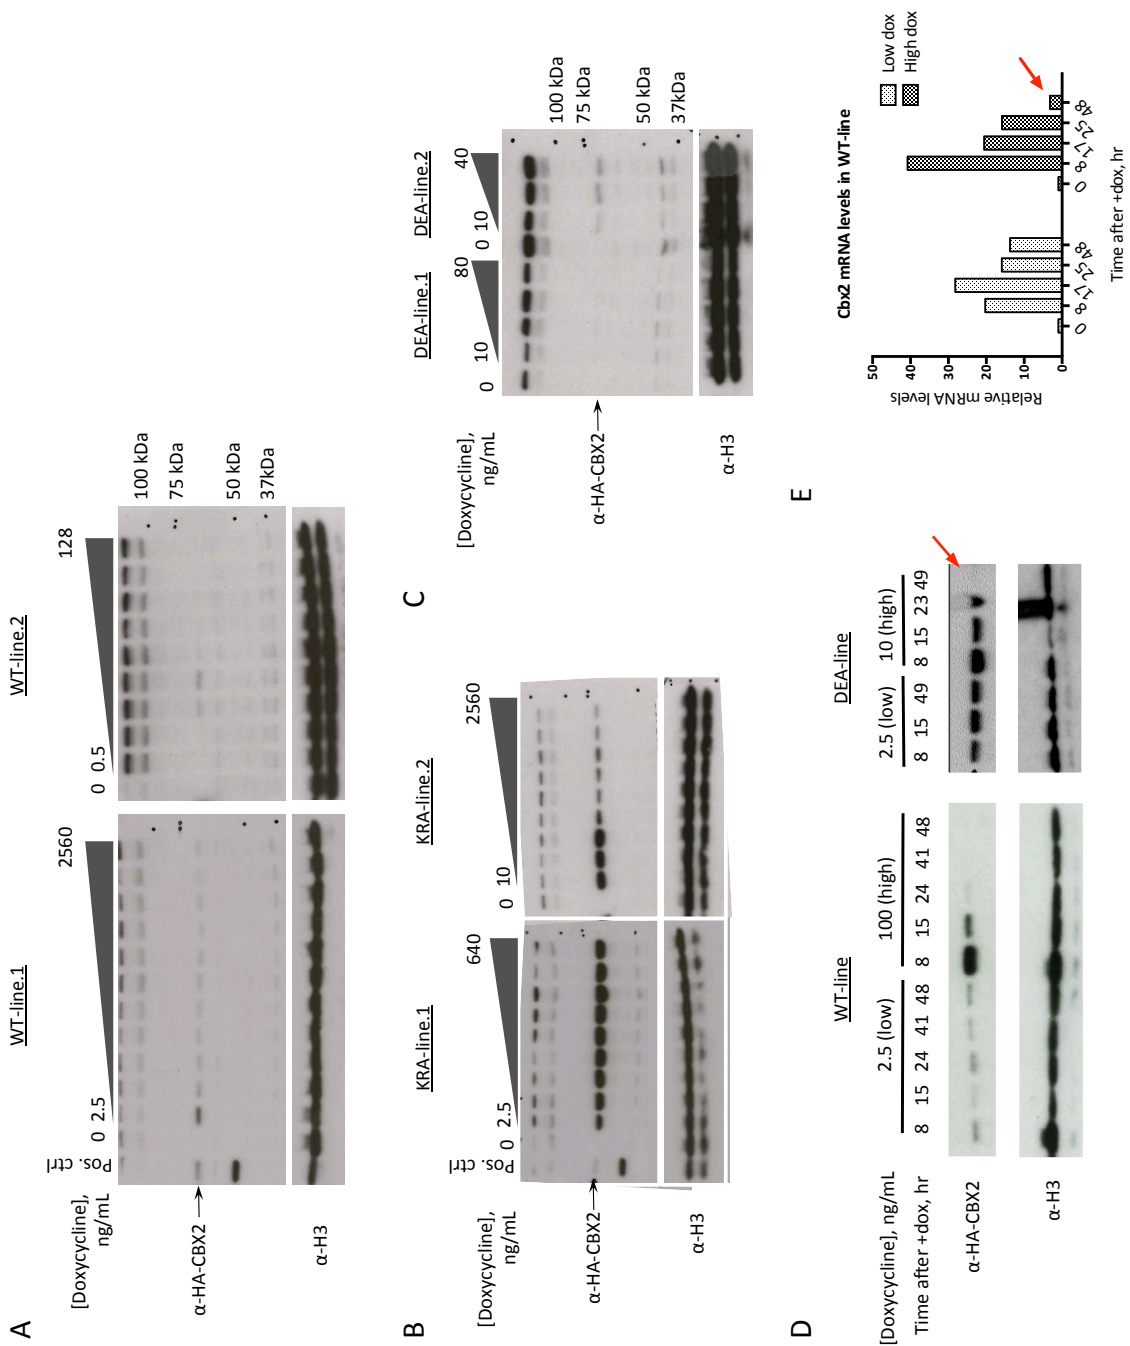 A
WT-line.1
WT-line.2
[Doxycycline],
ng/mL
Pos. ctrl
0 2.5
2560
0 0.5
128
α-HA-CBX2
100 kDa
75 kDa
50 kDa
37kDa
α-H3
B
KRA-line.1
KRA-line.2
[Doxycycline],
ng/mL
Pos. ctrl
0 2.5
640
0 10
2560
α-HA-CBX2
α-H3
C
DEA-line.1
DEA-line.2
[Doxycycline],
ng/mL
0 10
80
0 10
40
α-HA-CBX2
100 kDa
75 kDa
50 kDa
37kDa
α-H3
D
WT-line
DEA-line
[Doxycycline], ng/mL
2.5 (low)
100 (high)
2.5 (low)
10 (high)
Time after +dox, hr
8 15 24 41 48
8 15 24 41 48
8 15 49
8 15 23 49
α-HA-CBX2
α-H3
E
Cbx2 mRNA levels in WT-line
Low dox
High dox
Relative mRNA levels
50
40
30
20
10
0
0 8 17 25 48
0 8 17 25 48
Time after +dox, hr